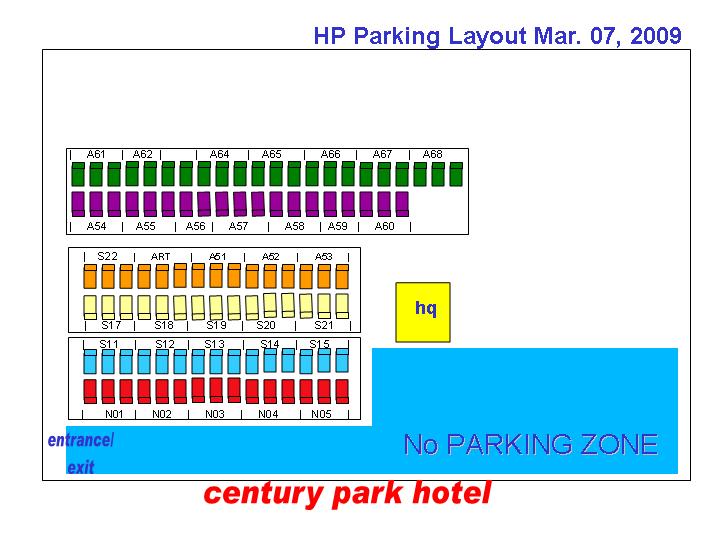 HP Parking Layout Mar. 07, 2009
| A61 | A62 | | A64 | A65 | A66 | A67 | A68
| A54 | A55 | A56 | A57 | A58 | A59 | A60 |
| S22 | ART | A51 | A52 | A53 |
| S17 | S18 | S19 | S20 | S21 |
hq
| S11 | S12 | S13 | S14 | S15 |
| N01 | N02 | N03 | N04 | N05 |
entrance/
exit
No PARKING ZONE
century park hotel